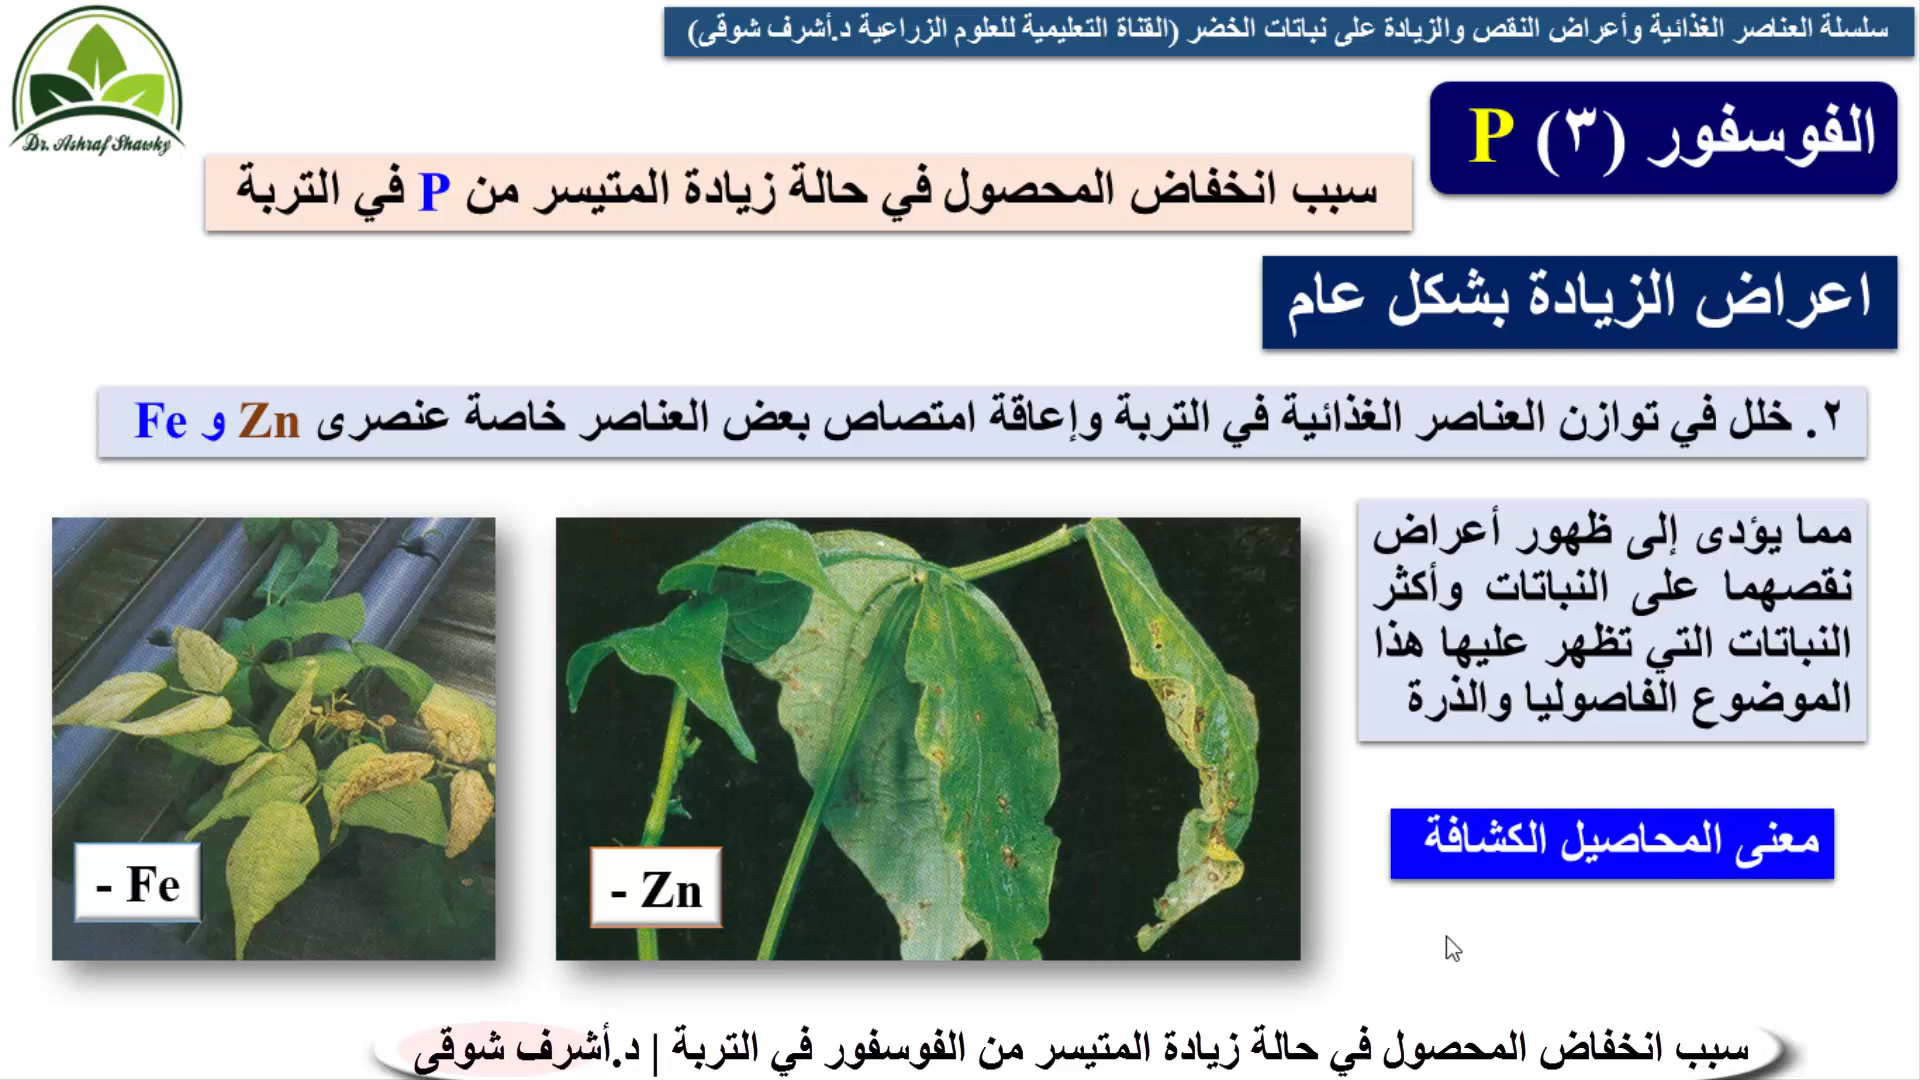 سلسلة العناصر الغذائية وأعراض النقص والزيادة على نباتات الخضر (القناة التعليمية للعلوم الزراعية د.أشرف شوقى)
Dr. Ashraf Shawky
الفوسفور (٣) P
سبب انخفاض المحصول في حالة زيادة المتيسر من P في التربة
اعراض الزيادة بشكل عام
٢. خلل في توازن العناصر الغذائية في التربة وإعاقة امتصاص بعض العناصر خاصة عنصرى Zn و Fe
مما يؤدى إلى ظهور أعراض
نقصهما على النباتات وأكثر
النباتات التي تظهر عليها هذا
الموضوع الفاصوليا والذرة
معنى المحاصيل الكشافة
- Zn
- Fe
سبب انخفاض المحصول في حالة زيادة المتيسر من الفوسفور في التربة | د.أشرف شوقى